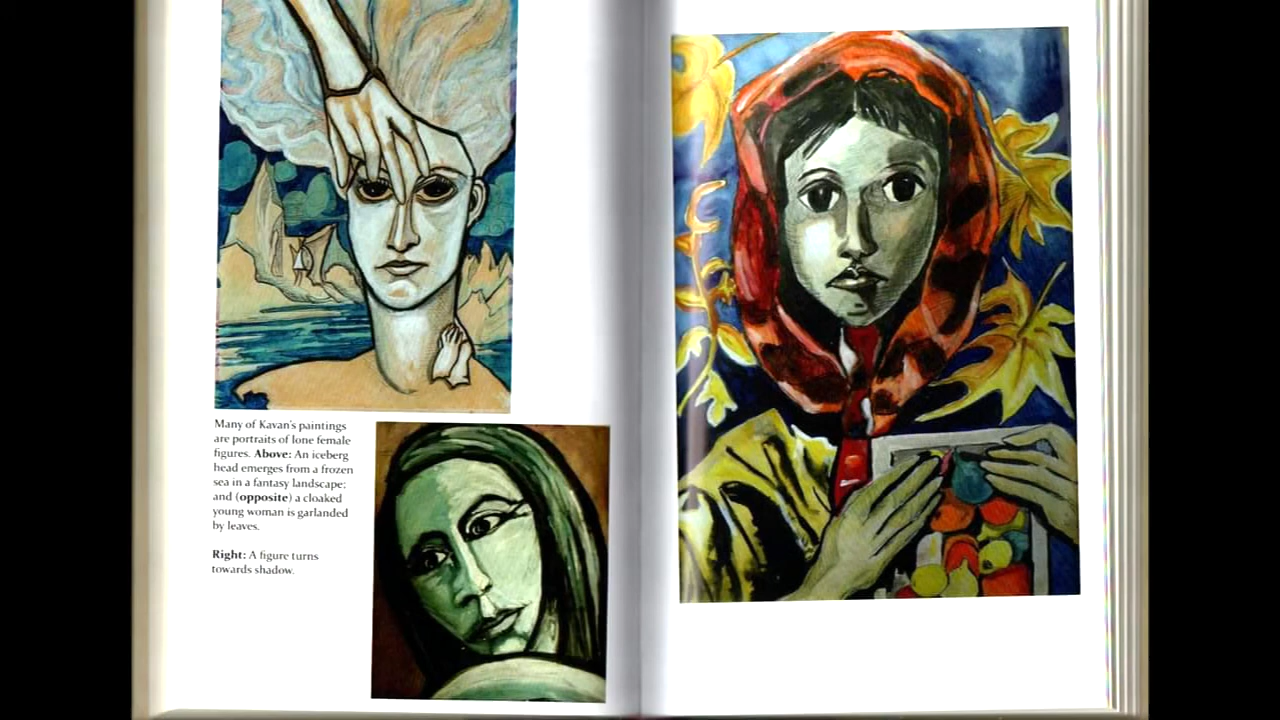 Many of Kavan's paintings
are portraits of lone female
figures. Above: An iceberg
head emerges from a frozen
sea in a fantasy landscape;
and (opposite) a cloaked
young woman is garlanded
by leaves.
Right: A figure turns
towards shadow.